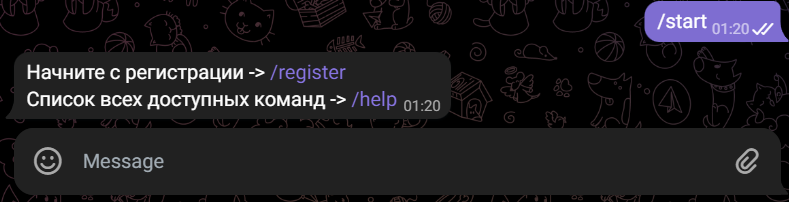 /start 01:20
Начните с регистрации -> /register
Список всех доступных команд -> /help 01:20
Message